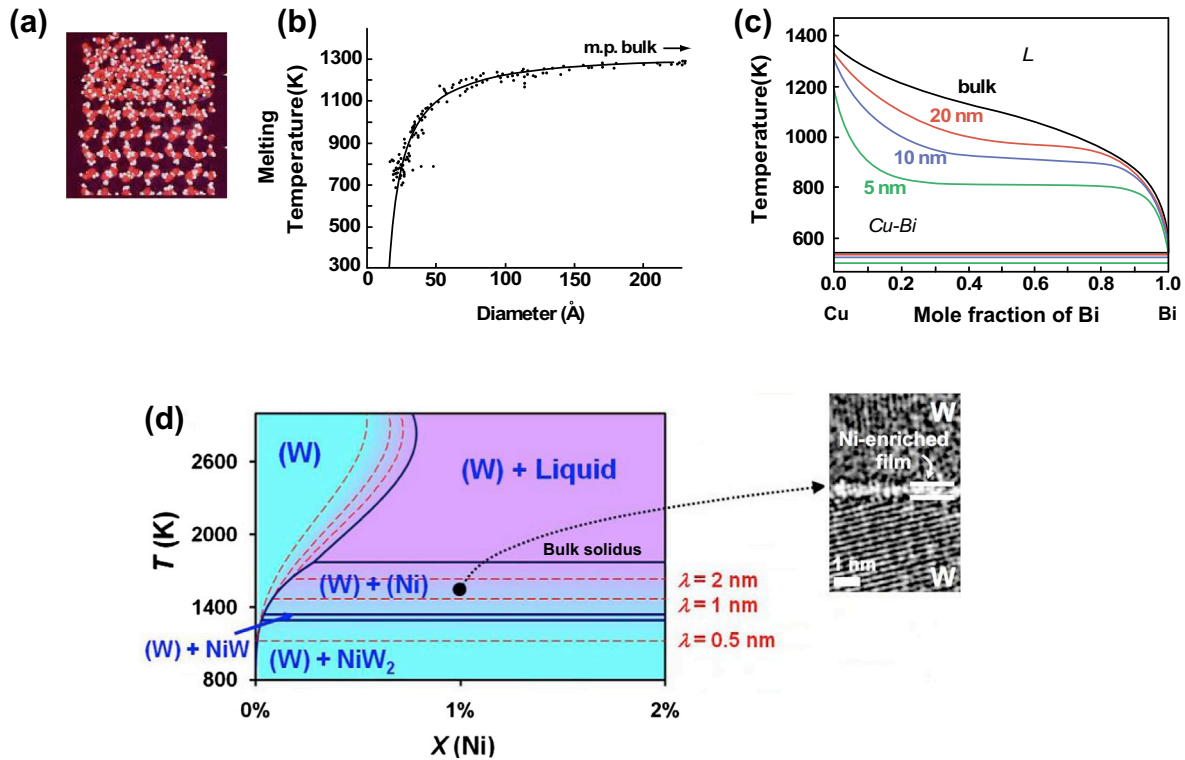 (a)
(b)
1300
1100
900
700
500
300
0
50
100
150
200
Melting
Temperature(K)
Diameter (Å)
m.p. bulk
(c)
1400
1200
1000
800
600
0.0
0.2
0.4
0.6
0.8
1.0
Temperature(K)
L
bulk
20 nm
10 nm
5 nm
Cu-Bi
Cu
Mole fraction of Bi
Bi
(d)
2600
2000
1400
800
T (K)
(W)
(W) + Liquid
Bulk solidus
(W) + (Ni)
λ = 2 nm
λ = 1 nm
(W) + NiW
(W) + NiW₂
λ = 0.5 nm
0%
1%
2%
X (Ni)
W
Ni-enriched
film
1 nm
W